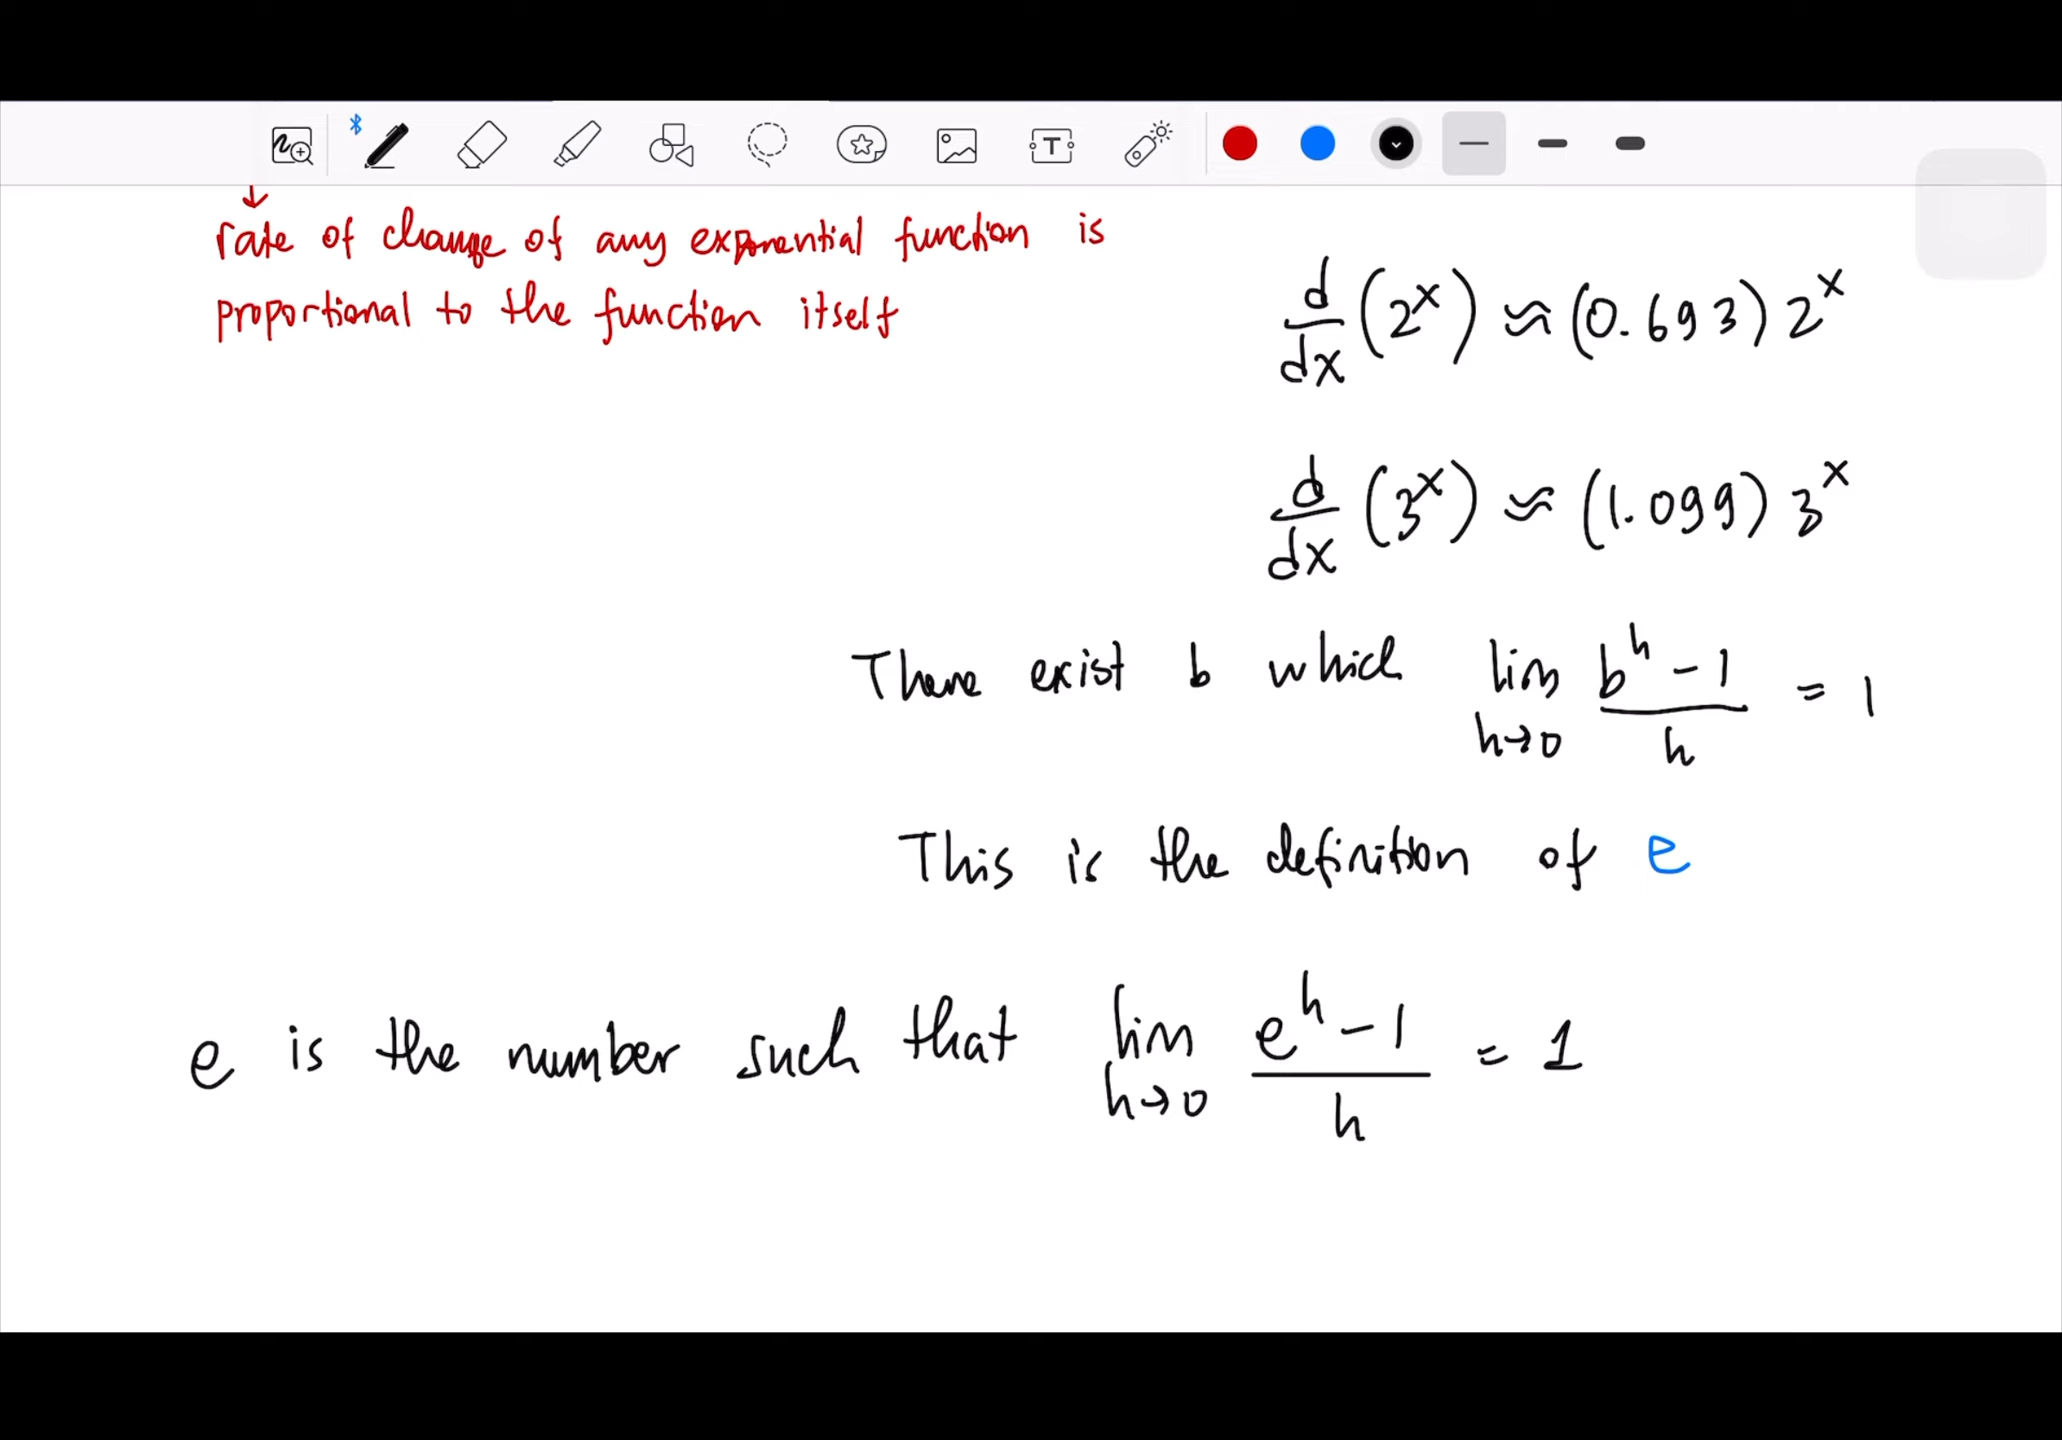 rate of change of any exponential function is
proportional to the function itself
d/dx (2^x) ≈ (0.693) 2^x
d/dx (3^x) ≈ (1.099) 3^x
There exist b which lim h→0 (b^h - 1)/h = 1
This is the definition of e
e is the number such that lim h→0 (e^h - 1)/h = 1